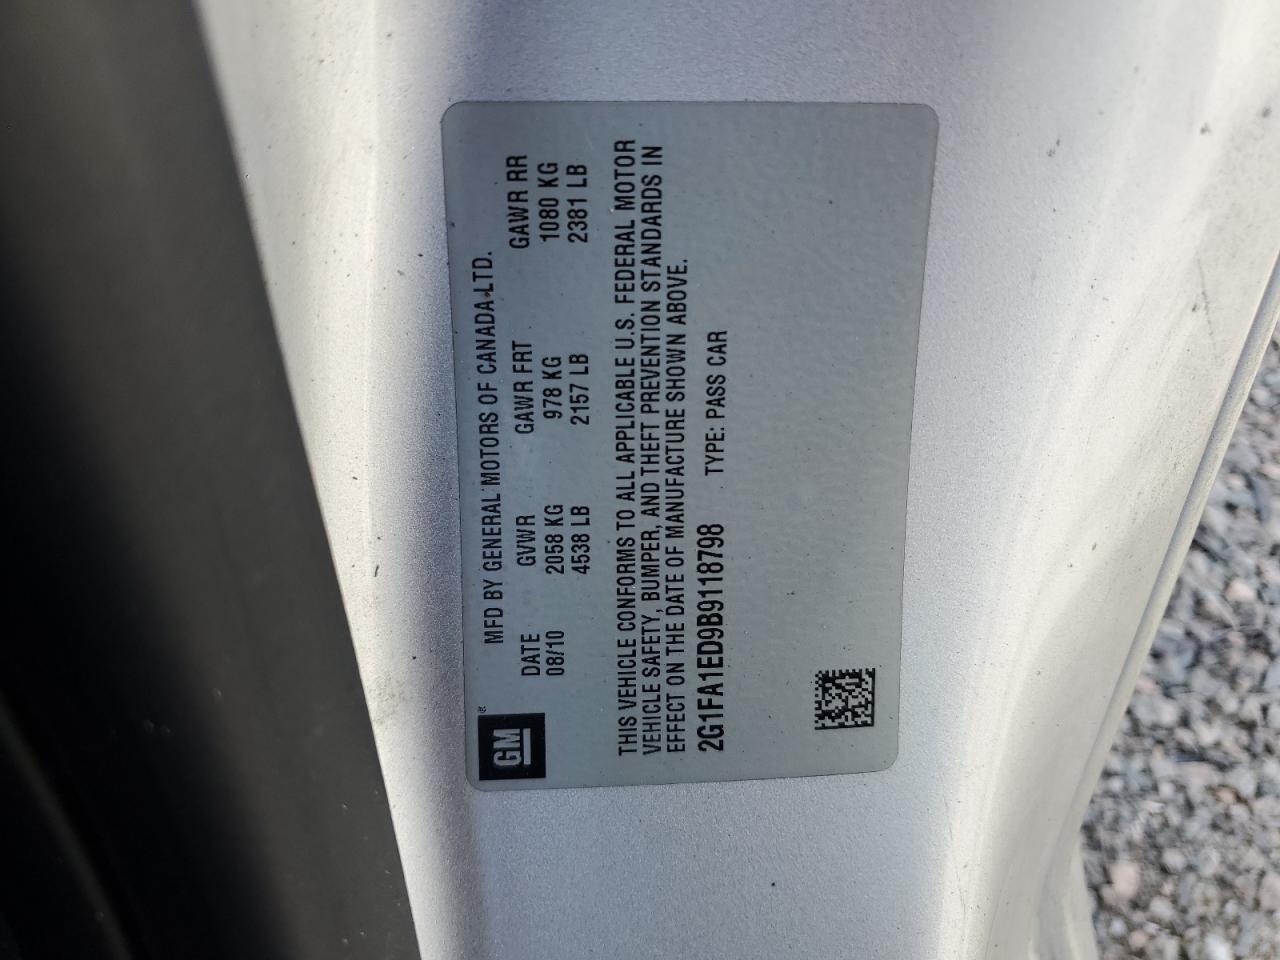 GM®
MFD BY GENERAL MOTORS OF CANADA LTD.
DATE GVWR GAWR FRT GAWR RR
08/10 2058 KG 978 KG 1080 KG
4538 LB 2157 LB 2381 LB
THIS VEHICLE CONFORMS TO ALL APPLICABLE U.S. FEDERAL MOTOR
VEHICLE SAFETY, BUMPER, AND THEFT PREVENTION STANDARDS IN
EFFECT ON THE DATE OF MANUFACTURE SHOWN ABOVE.
2G1FA1ED9B9118798 TYPE: PASS CAR